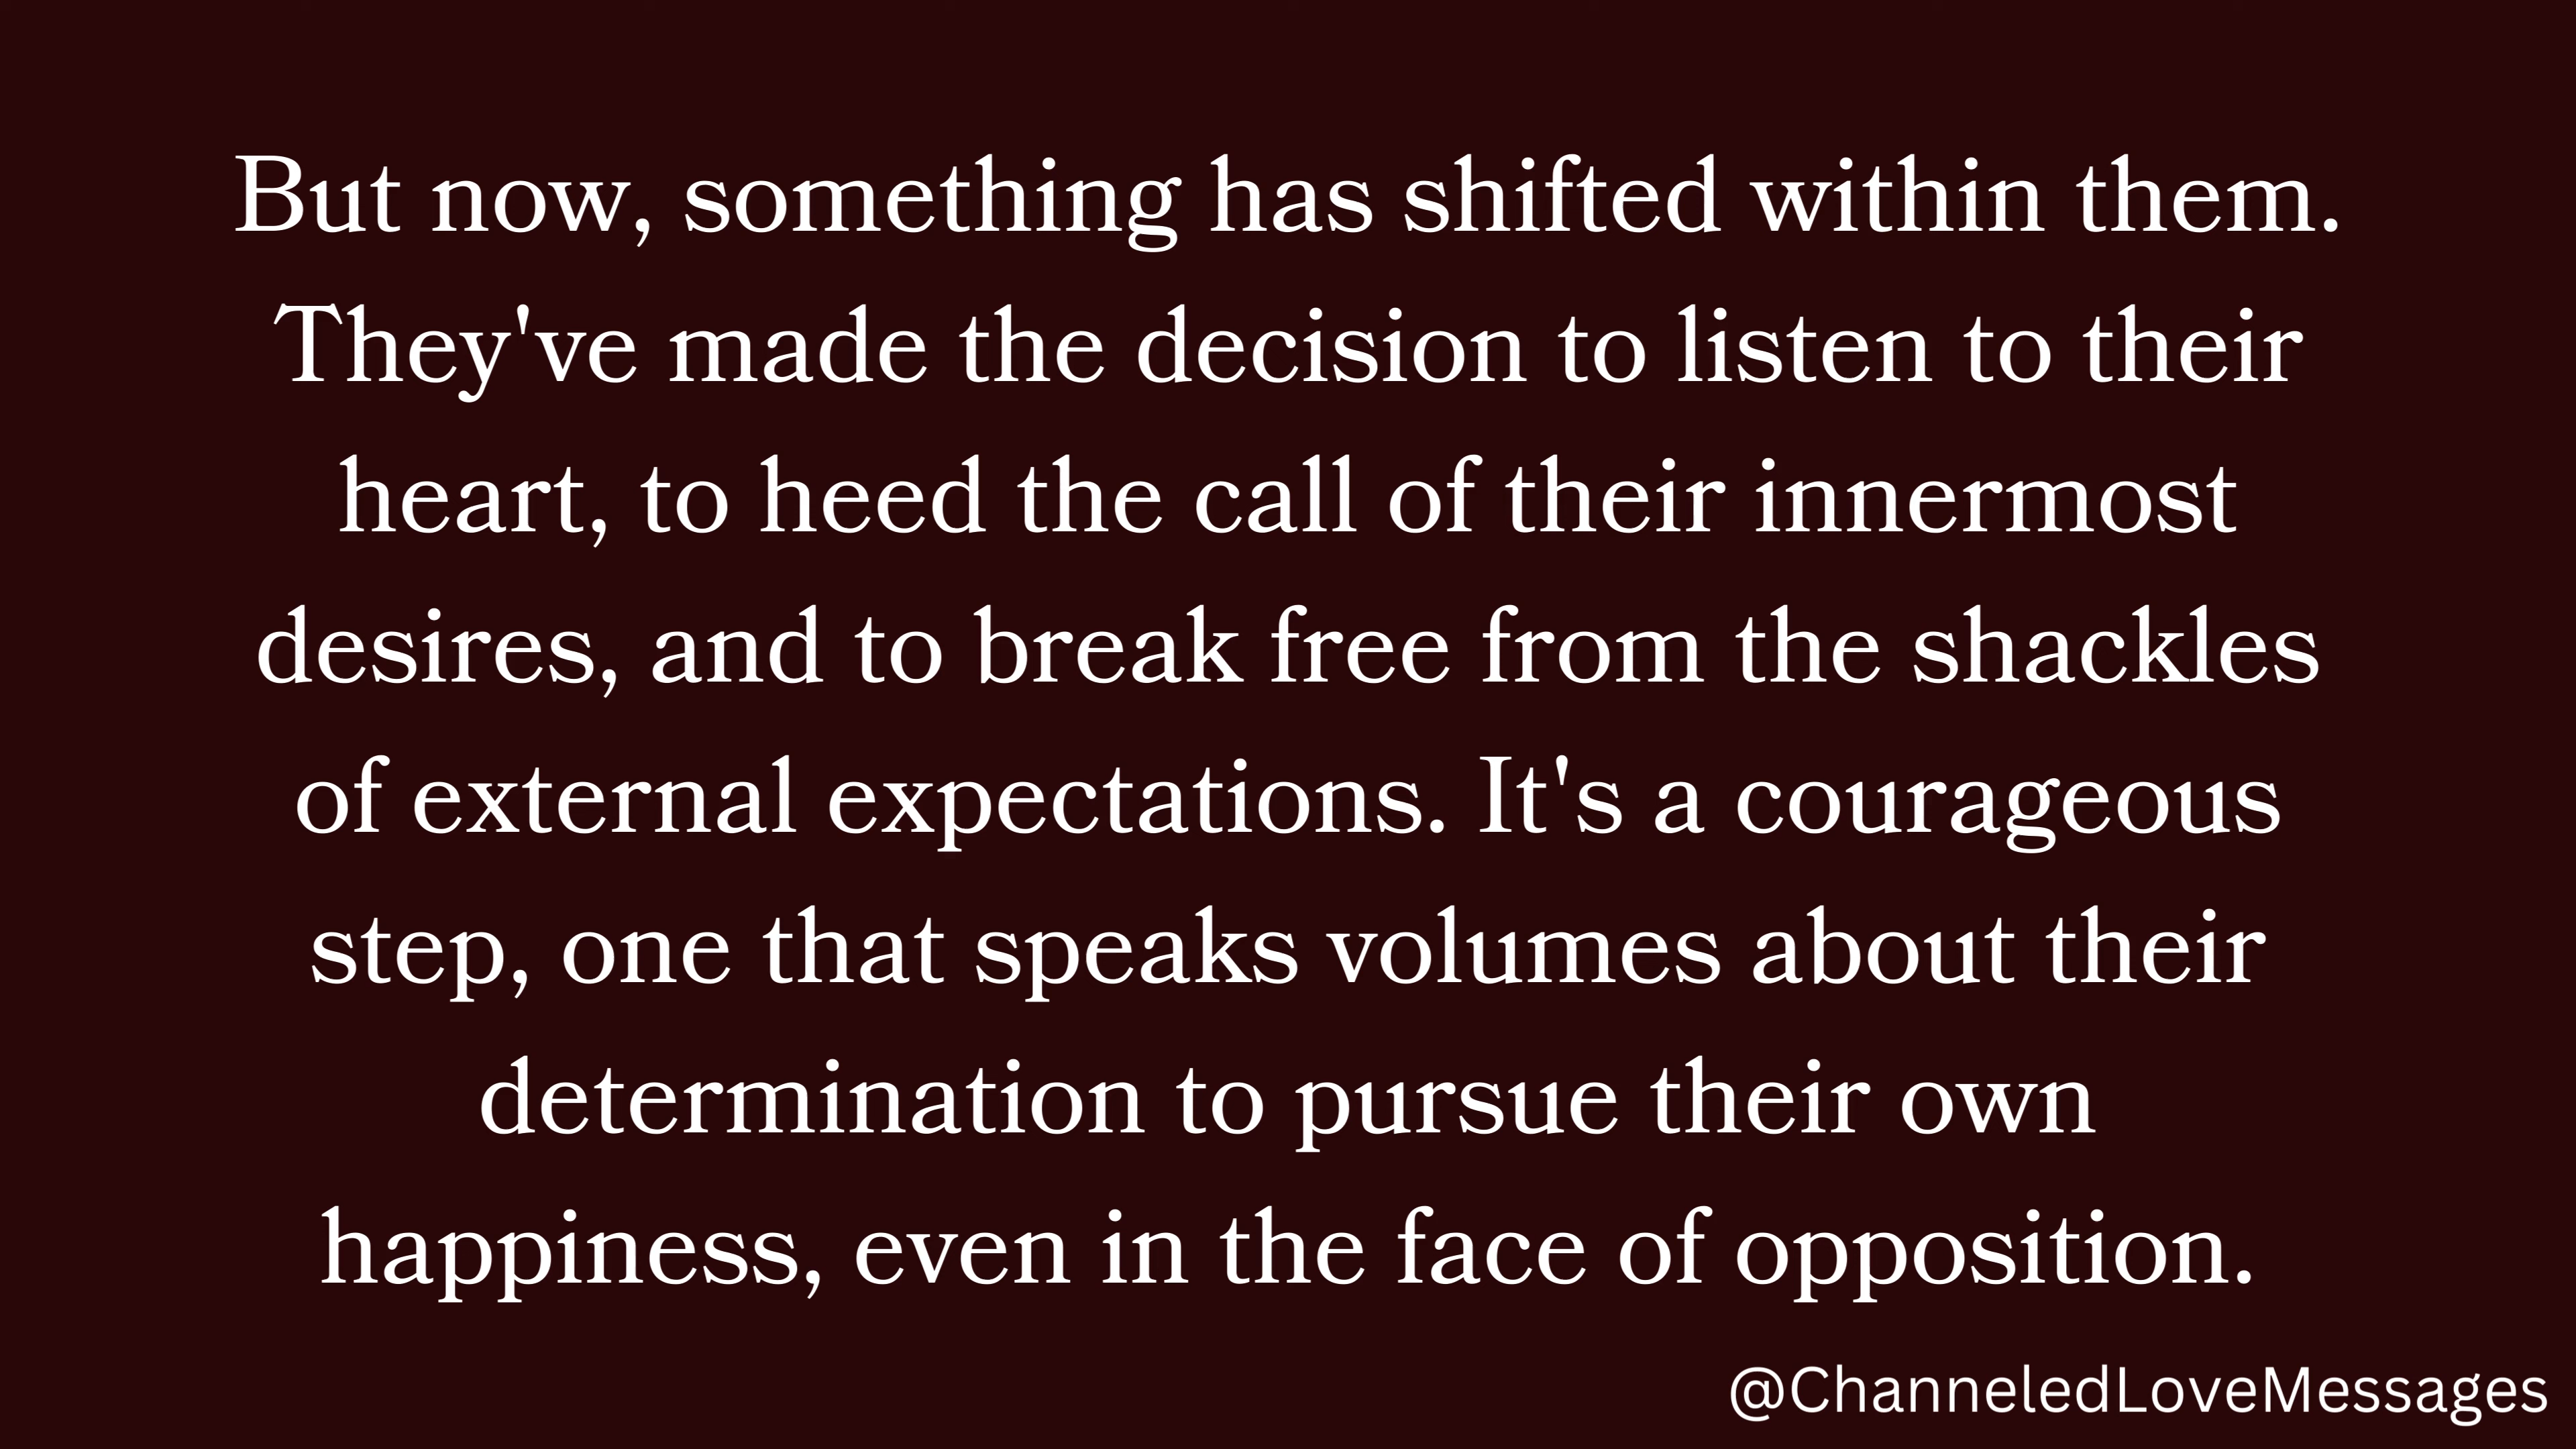 But now, something has shifted within them.
They've made the decision to listen to their
heart, to heed the call of their innermost
desires, and to break free from the shackles
of external expectations. It's a courageous
step, one that speaks volumes about their
determination to pursue their own
happiness, even in the face of opposition.
@ChanneledLoveMessages